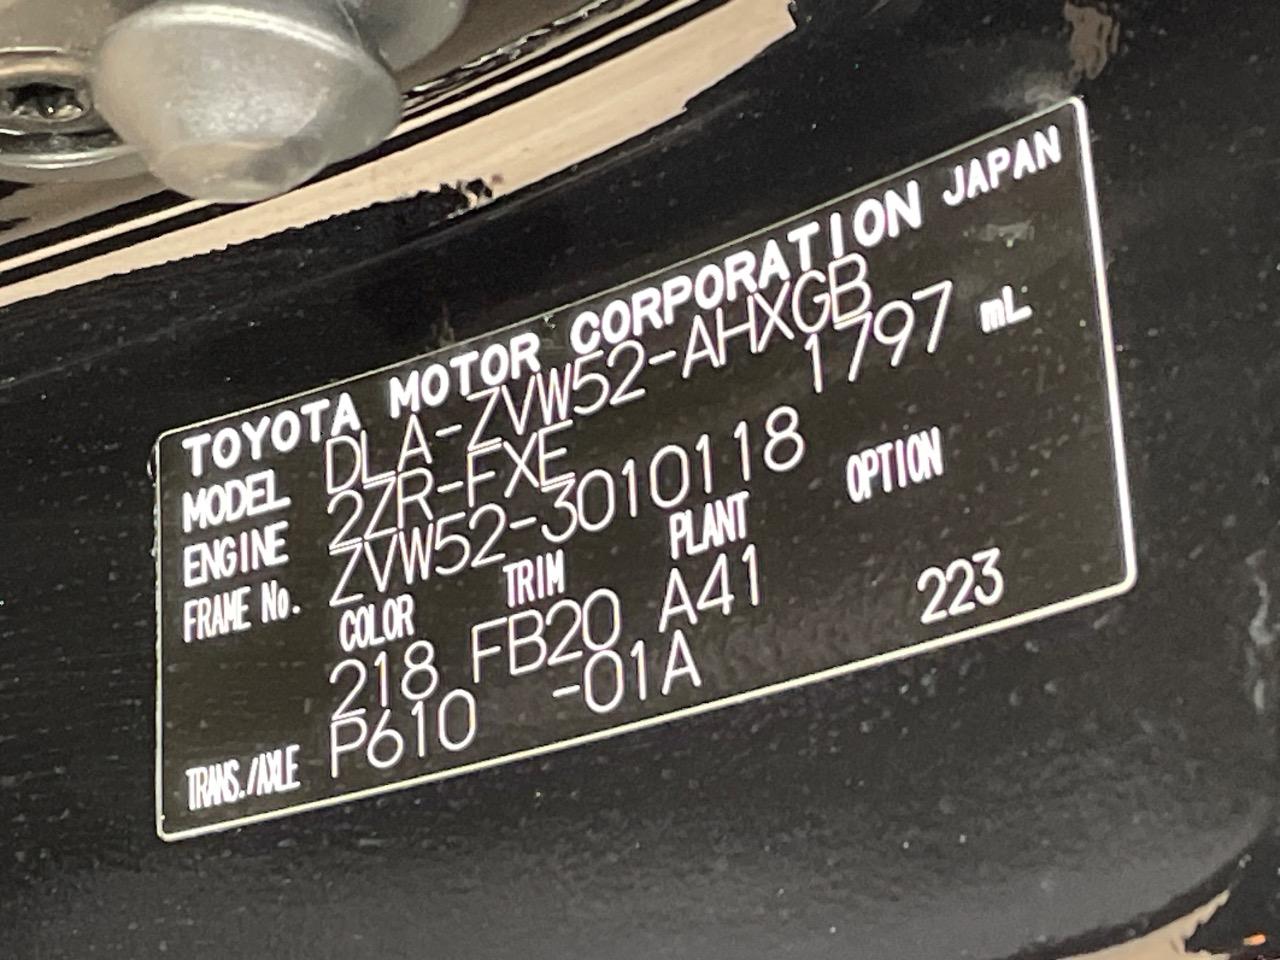 TOYOTA MOTOR CORPORATION JAPAN
MODEL DLA-ZVW52-AHXGB
ENGINE 2ZR-FXE 1797 mL
FRAME No. ZVW52-3010118
COLOR TRIM PLANT OPTION
218 FB20 A41
TRANS./AXLE P610 -01A 223